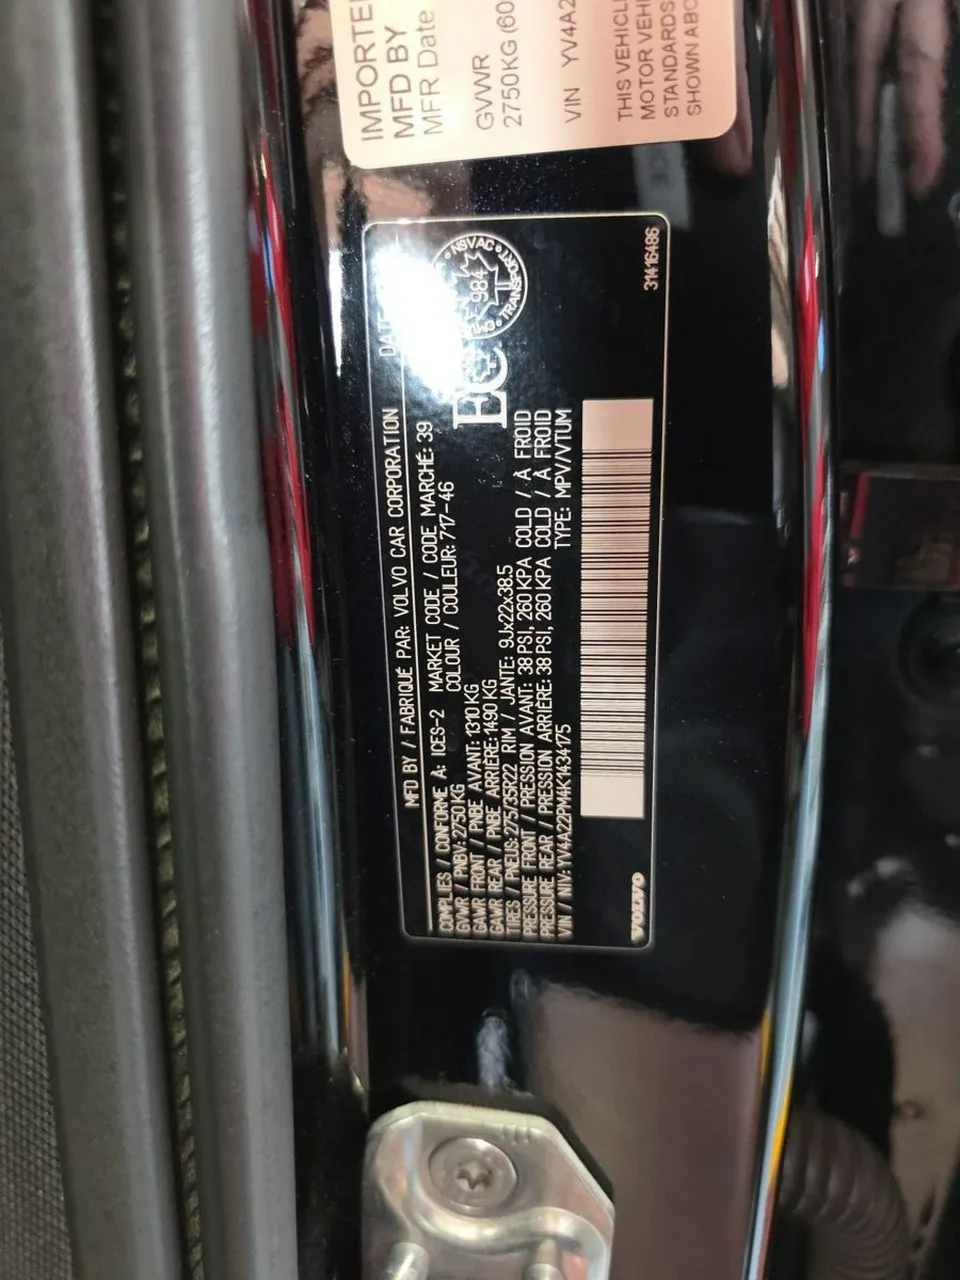 IMPORTED
MFD BY
MFR Date
GVWR
2750KG (60
VIN YV4A2
THIS VEHICLE
MOTOR VEHI
STANDARDS
SHOWN ABO
DATE
MFD BY / FABRIQUÉ PAR: VOLVO CAR CORPORATION
COMPLIES / CONFORME À: ICES-2 MARKET CODE / CODE MARCHÉ: 39
GVWR / PNBV: 2750 KG COLOUR / COULEUR: 717-46
GAWR FRONT / PNBE AVANT: 1310 KG
GAWR REAR / PNBE ARRIÈRE: 1490 KG
TIRES / PNEUS: 275/35R22 RIM / JANTE: 9Jx22x38.5
PRESSURE FRONT / PRESSION AVANT: 38 PSI, 260 KPA COLD / À FROID
PRESSURE REAR / PRESSION ARRIÈRE: 38 PSI, 260 KPA COLD / À FROID
VIN / NIV: YV4A22PM4K1434175 TYPE: MPV/VTUM
NSVAC
984
TRANSPORT
VOLVO
31416486